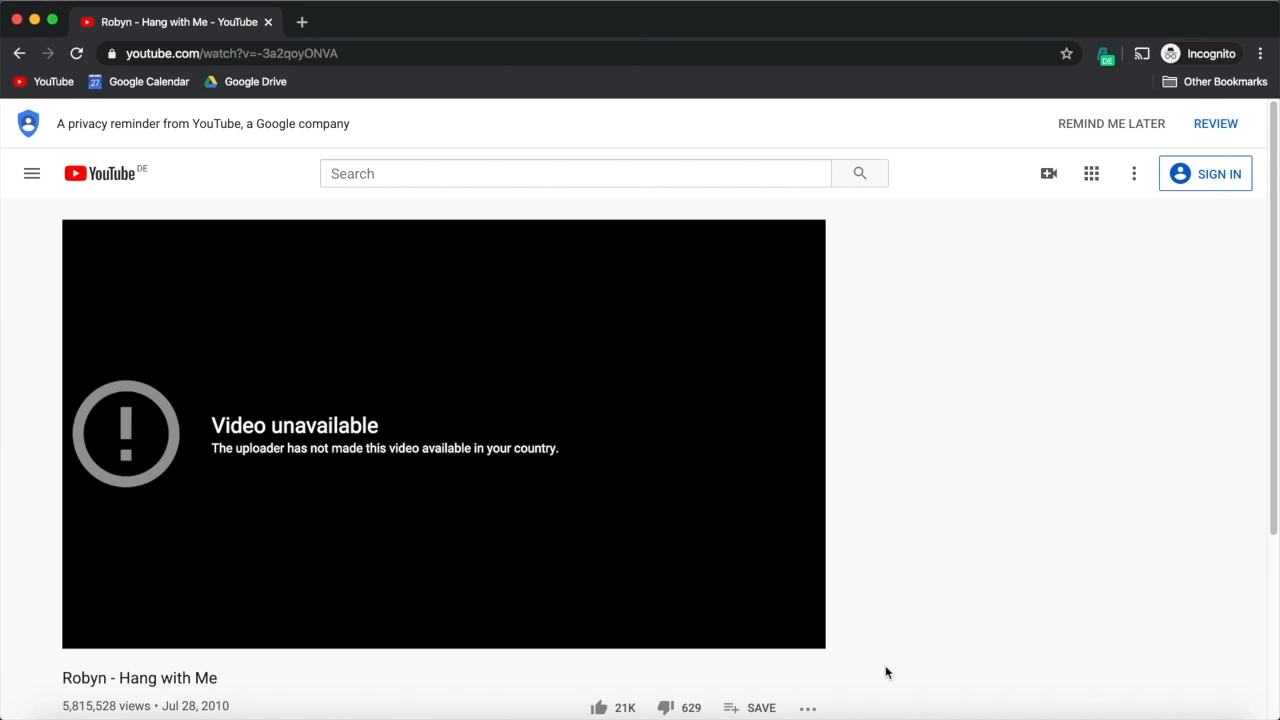 Robyn - Hang with Me - YouTube
youtube.com/watch?v=-3a2qoyONVA
DE
Incognito
YouTube
27
Google Calendar
Google Drive
Other Bookmarks
A privacy reminder from YouTube, a Google company
REMIND ME LATER
REVIEW
YouTube DE
Search
SIGN IN
Video unavailable
The uploader has not made this video available in your country.
Robyn - Hang with Me
5,815,528 views • Jul 28, 2010
21K
629
SAVE